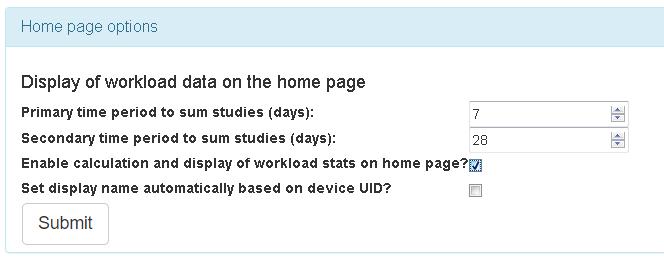 Home page options
Display of workload data on the home page
Primary time period to sum studies (days): 7
Secondary time period to sum studies (days): 28
Enable calculation and display of workload stats on home page?
Set display name automatically based on device UID?
Submit